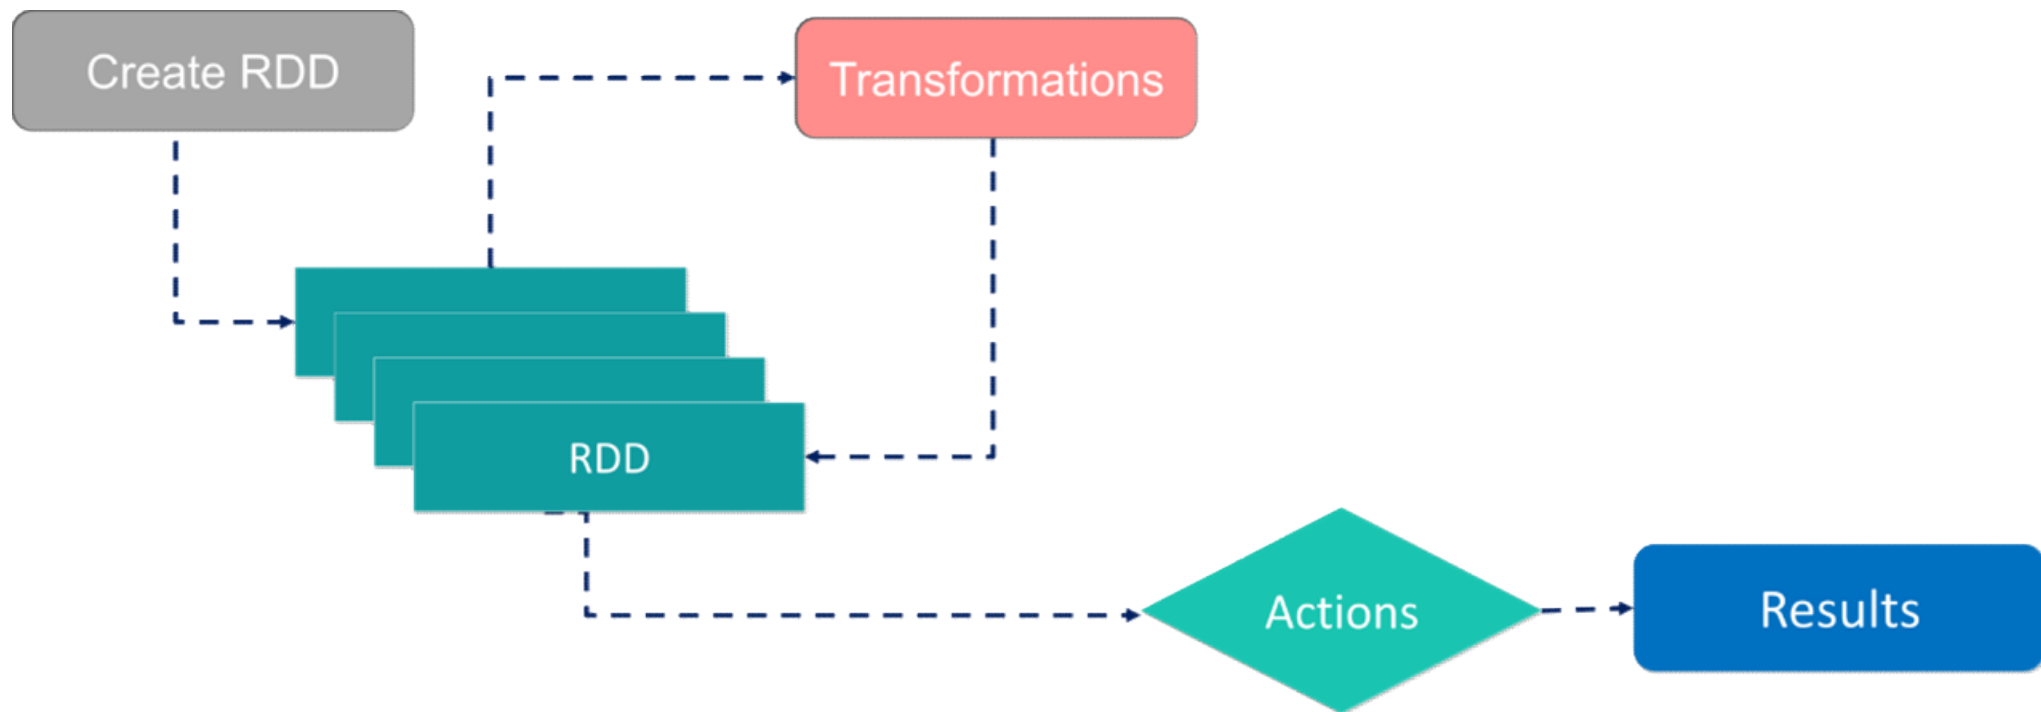 Create RDD
Transformations
RDD
Actions
Results